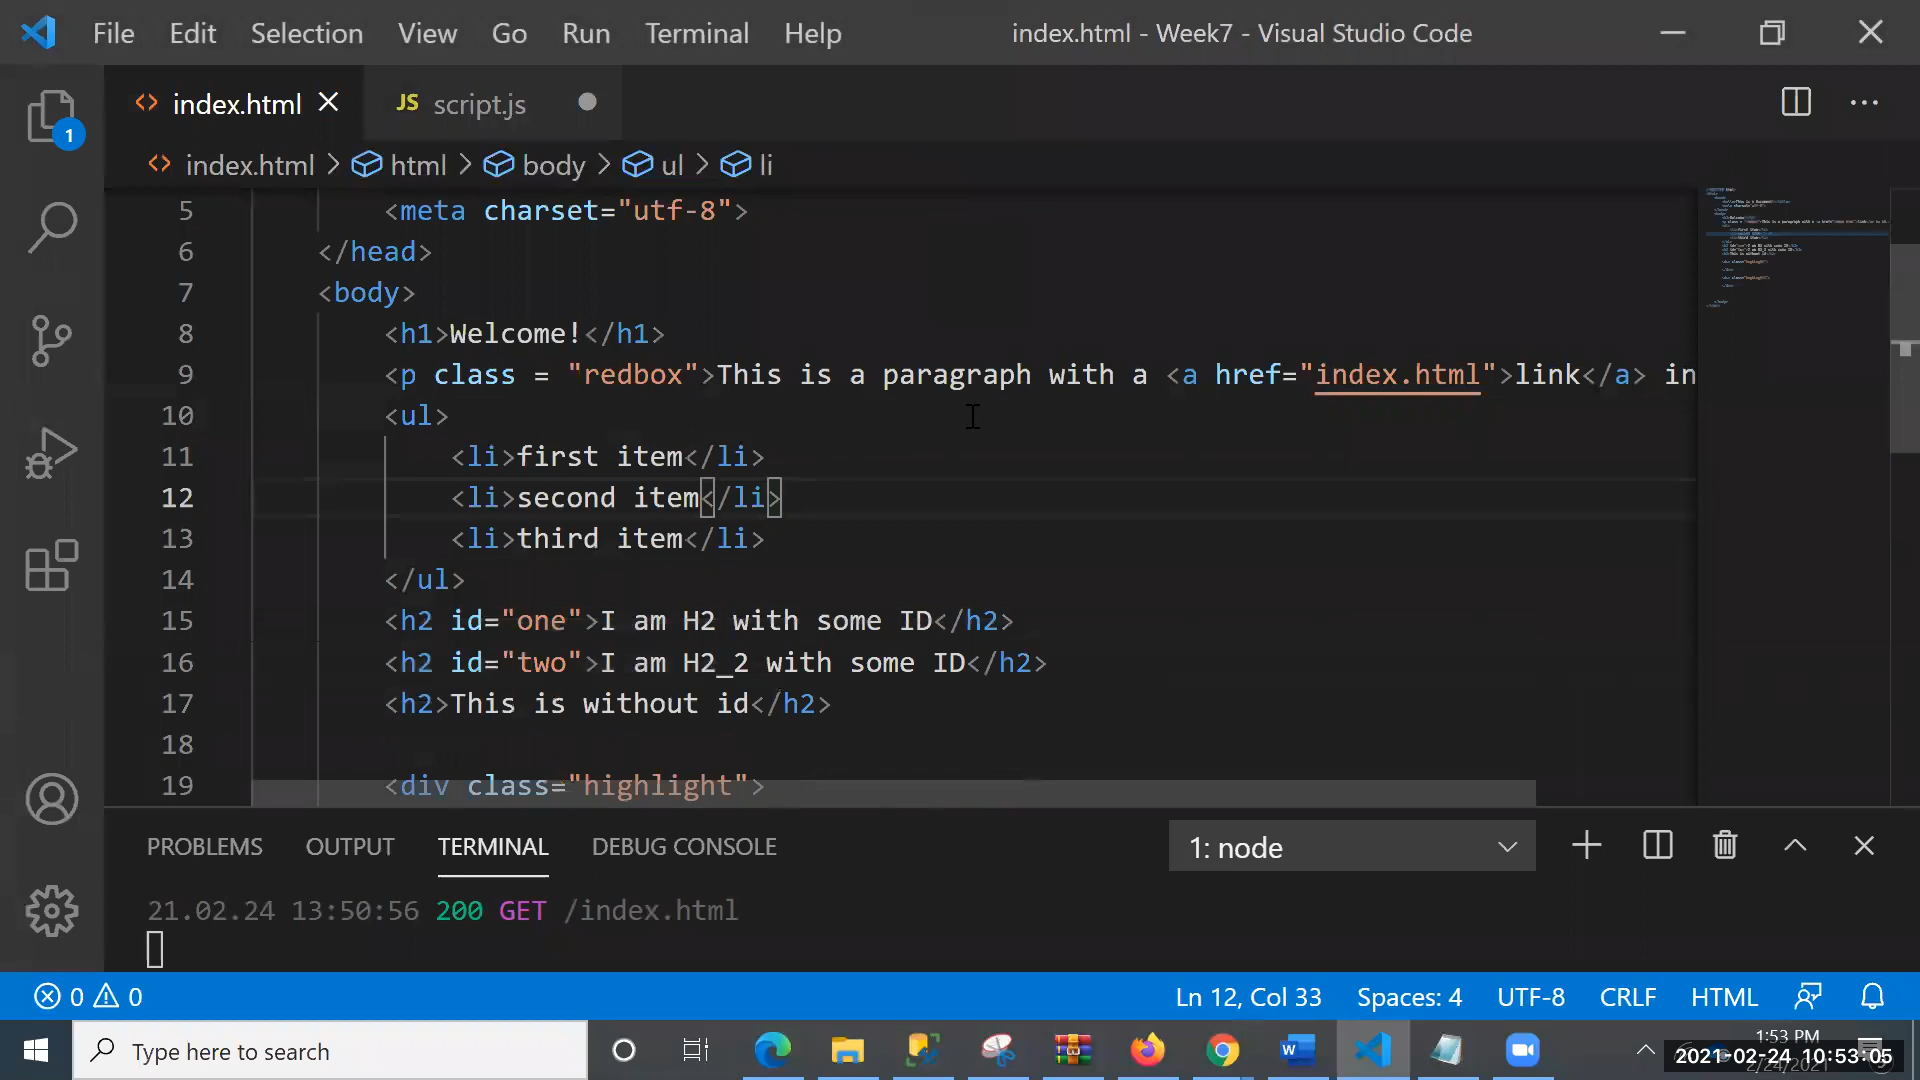 File Edit Selection View Go Run Terminal Help index.html - Week7 - Visual Studio Code
index.html JS script.js
index.html > html > body > ul > li
5 <meta charset="utf-8">
6 </head>
7 <body>
8 <h1>Welcome!</h1>
9 <p class = "redbox">This is a paragraph with a <a href="index.html">link</a> in
10 <ul>
11 <li>first item</li>
12 <li>second item</li>
13 <li>third item</li>
14 </ul>
15 <h2 id="one">I am H2 with some ID</h2>
16 <h2 id="two">I am H2_2 with some ID</h2>
17 <h2>This is without id</h2>
18
19 <div class="highlight">
1
PROBLEMS OUTPUT TERMINAL DEBUG CONSOLE 1: node
21.02.24 13:50:56 200 GET /index.html
0 0 Ln 12, Col 33 Spaces: 4 UTF-8 CRLF HTML
Type here to search
1:53 PM
2021-02-24 10:53:05